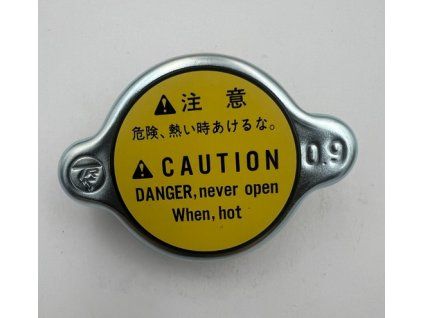 ⚠ 注 意
危険、熱い時あけるな。
⚠ CAUTION
DANGER, never open
When, hot
0.9